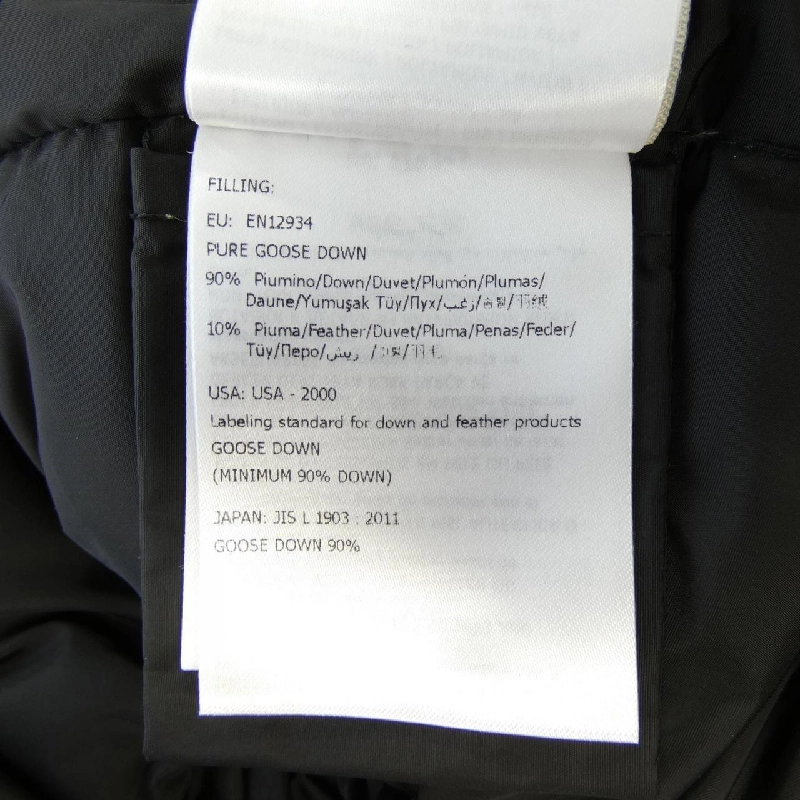 FILLING:
EU: EN12934
PURE GOOSE DOWN
90% Piumino/Down/Duvet/Plumón/Plumas/
Daune/Yumuşak Tüy/Пух/زغب/
10% Piuma/Feather/Duvet/Pluma/Penas/Feder/
Tüy/Перо/ريش/
USA: USA - 2000
Labeling standard for down and feather products
GOOSE DOWN
(MINIMUM 90% DOWN)
JAPAN: JIS L 1903 : 2011
GOOSE DOWN 90%